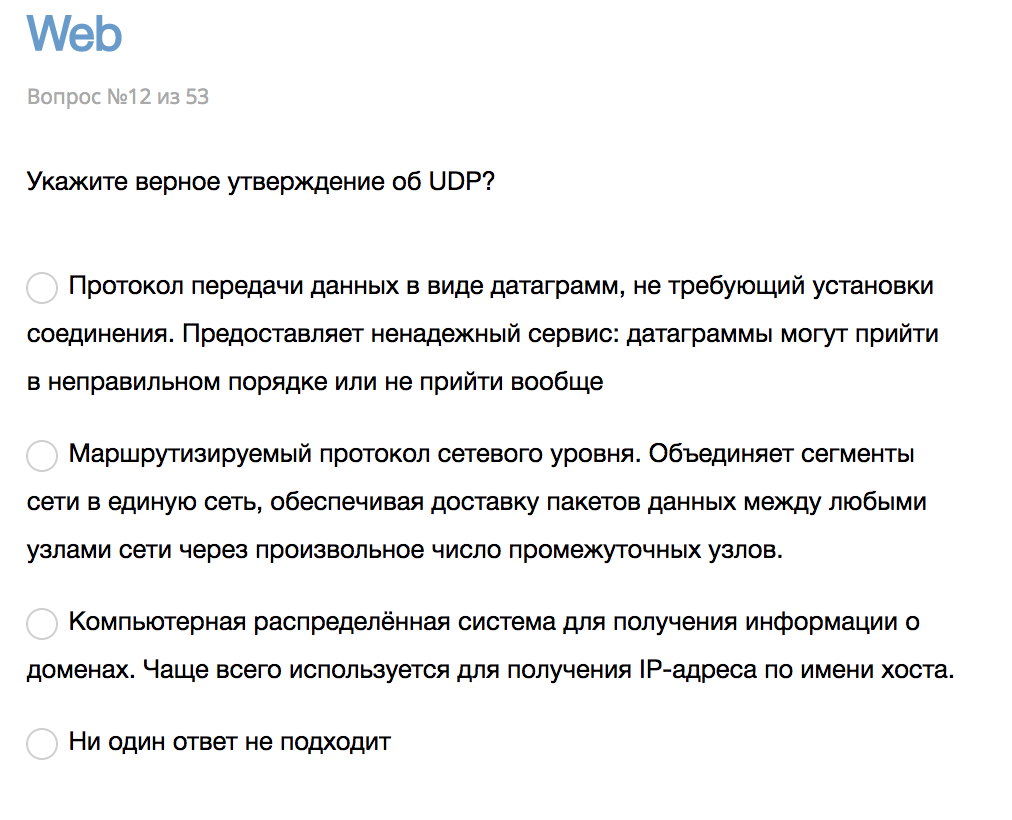 Web
Вопрос №12 из 53
Укажите верное утверждение об UDP?
Протокол передачи данных в виде датаграмм, не требующий установки
соединения. Предоставляет ненадежный сервис: датаграммы могут прийти
в неправильном порядке или не прийти вообще
Маршрутизируемый протокол сетевого уровня. Объединяет сегменты
сети в единую сеть, обеспечивая доставку пакетов данных между любыми
узлами сети через произвольное число промежуточных узлов.
Компьютерная распределённая система для получения информации о
доменах. Чаще всего используется для получения IP-адреса по имени хоста.
Ни один ответ не подходит